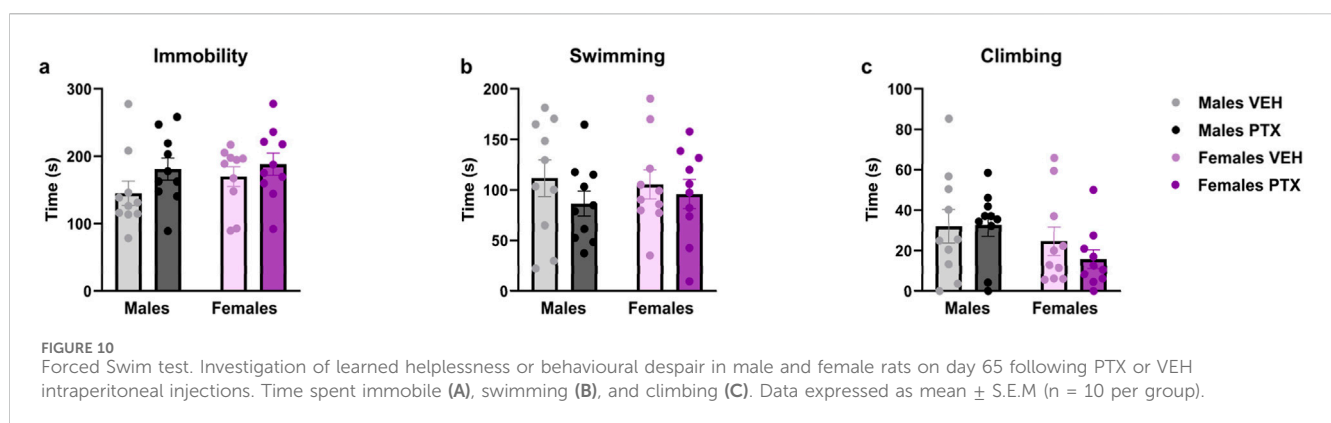 a
Immobility
Time (s)
300
200
100
0
Males
Females
b
Swimming
Time (s)
200
150
100
50
0
Males
Females
c
Climbing
Time (s)
100
80
60
40
20
0
Males
Females
Males VEH
Males PTX
Females VEH
Females PTX
FIGURE 10
Forced Swim test. Investigation of learned helplessness or behavioural despair in male and female rats on day 65 following PTX or VEH
intraperitoneal injections. Time spent immobile (A), swimming (B), and climbing (C). Data expressed as mean ± S.E.M (n = 10 per group).